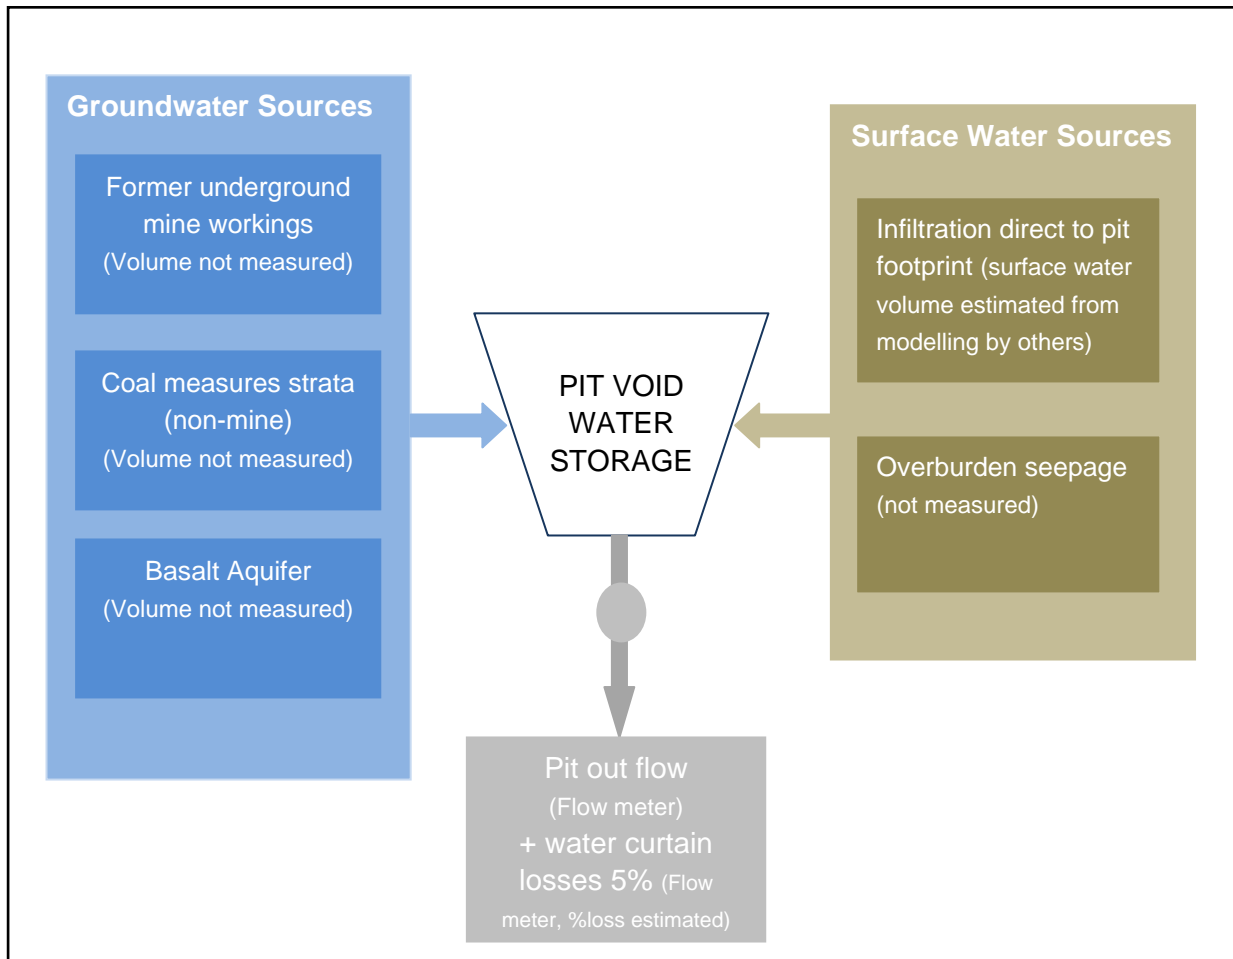 Groundwater Sources
Former underground
mine workings
(Volume not measured)
Coal measures strata
(non-mine)
(Volume not measured)
Basalt Aquifer
(Volume not measured)
PIT VOID
WATER
STORAGE
Surface Water Sources
Infiltration direct to pit
footprint (surface water
volume estimated from
modelling by others)
Overburden seepage
(not measured)
Pit out flow
(Flow meter)
+ water curtain
losses 5% (Flow
meter, %loss estimated)